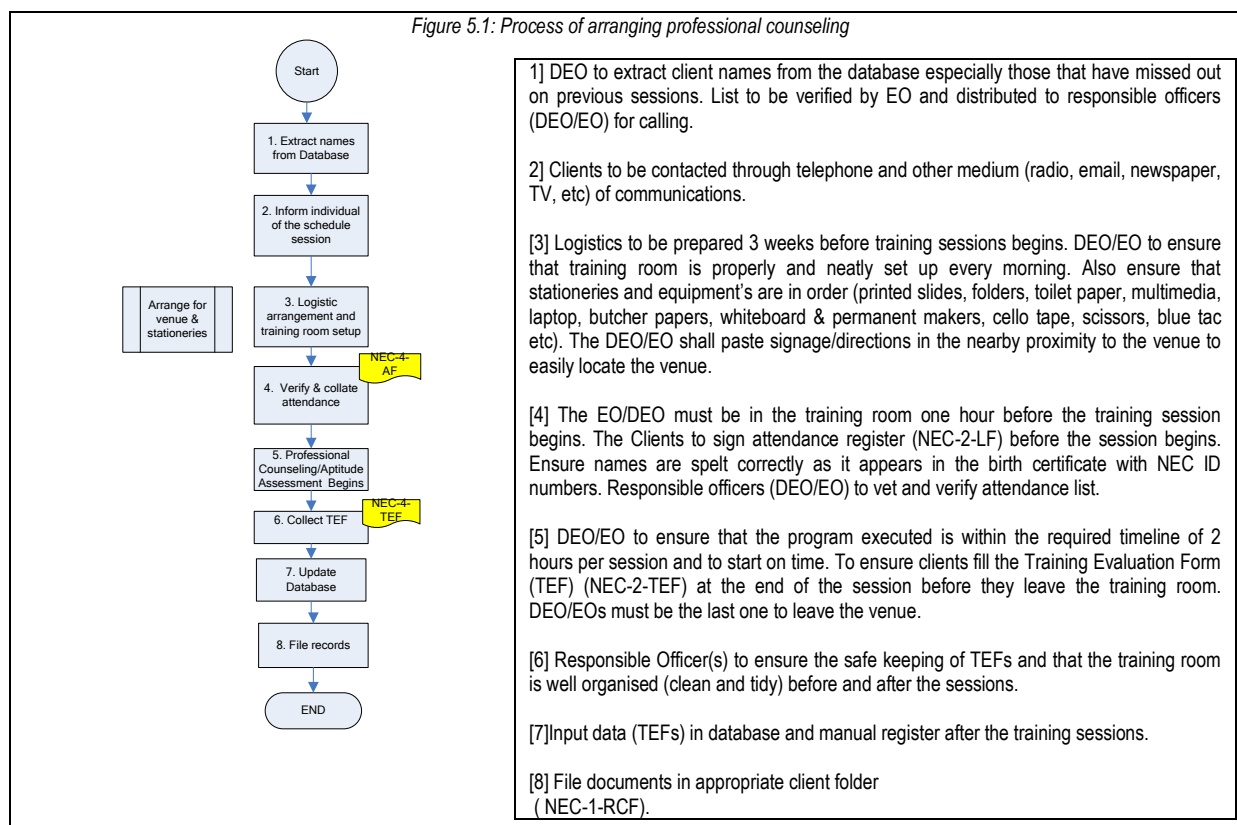 Figure 5.1: Process of arranging professional counseling
Start
1. Extract names
from Database
2. Inform individual
of the schedule
session
Arrange for
venue &
stationeries
3. Logistic
arrangement and
training room setup
NEC-4-
AF
4. Verify & collate
attendance
5. Professional
Counseling/Aptitude
Assessment Begins
NEC-4-
TEF
6. Collect TEF
7. Update
Database
8. File records
END
1] DEO to extract client names from the database especially those that have missed out
on previous sessions. List to be verified by EO and distributed to responsible officers
(DEO/EO) for calling.
2] Clients to be contacted through telephone and other medium (radio, email, newspaper,
TV, etc) of communications.
[3] Logistics to be prepared 3 weeks before training sessions begins. DEO/EO to ensure
that training room is properly and neatly set up every morning. Also ensure that
stationeries and equipment's are in order (printed slides, folders, toilet paper, multimedia,
laptop, butcher papers, whiteboard & permanent makers, cello tape, scissors, blue tac
etc). The DEO/EO shall paste signage/directions in the nearby proximity to the venue to
easily locate the venue.
[4] The EO/DEO must be in the training room one hour before the training session
begins. The Clients to sign attendance register (NEC-2-LF) before the session begins.
Ensure names are spelt correctly as it appears in the birth certificate with NEC ID
numbers. Responsible officers (DEO/EO) to vet and verify attendance list.
[5] DEO/EO to ensure that the program executed is within the required timeline of 2
hours per session and to start on time. To ensure clients fill the Training Evaluation Form
(TEF) (NEC-2-TEF) at the end of the session before they leave the training room.
DEO/EOs must be the last one to leave the venue.
[6] Responsible Officer(s) to ensure the safe keeping of TEFs and that the training room
is well organised (clean and tidy) before and after the sessions.
[7]Input data (TEFs) in database and manual register after the training sessions.
[8] File documents in appropriate client folder
( NEC-1-RCF).